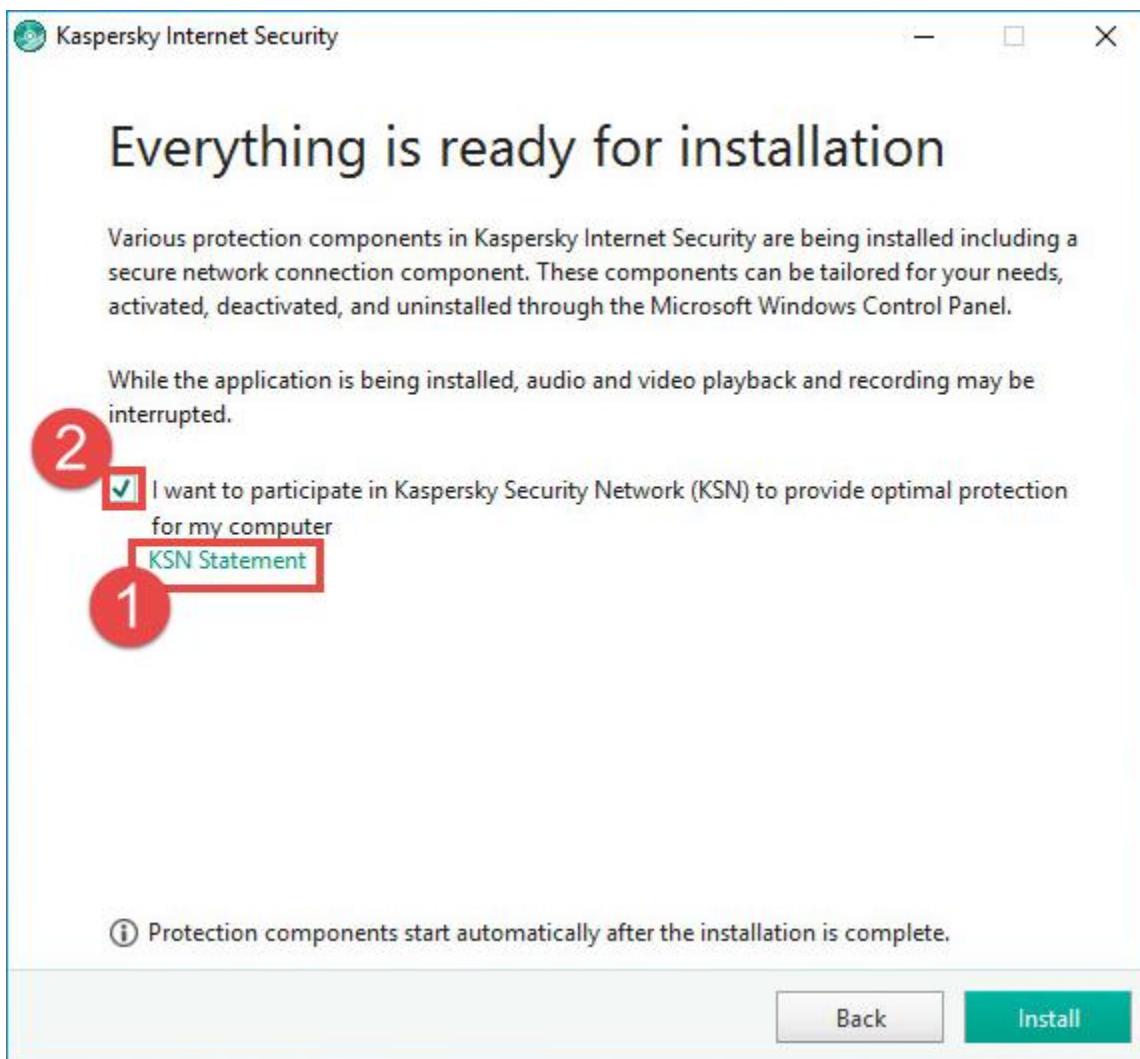 Kaspersky Internet Security
Everything is ready for installation
Various protection components in Kaspersky Internet Security are being installed including a
secure network connection component. These components can be tailored for your needs,
activated, deactivated, and uninstalled through the Microsoft Windows Control Panel.
While the application is being installed, audio and video playback and recording may be
interrupted.
2
I want to participate in Kaspersky Security Network (KSN) to provide optimal protection
for my computer
KSN Statement
1
Protection components start automatically after the installation is complete.
Back
Install